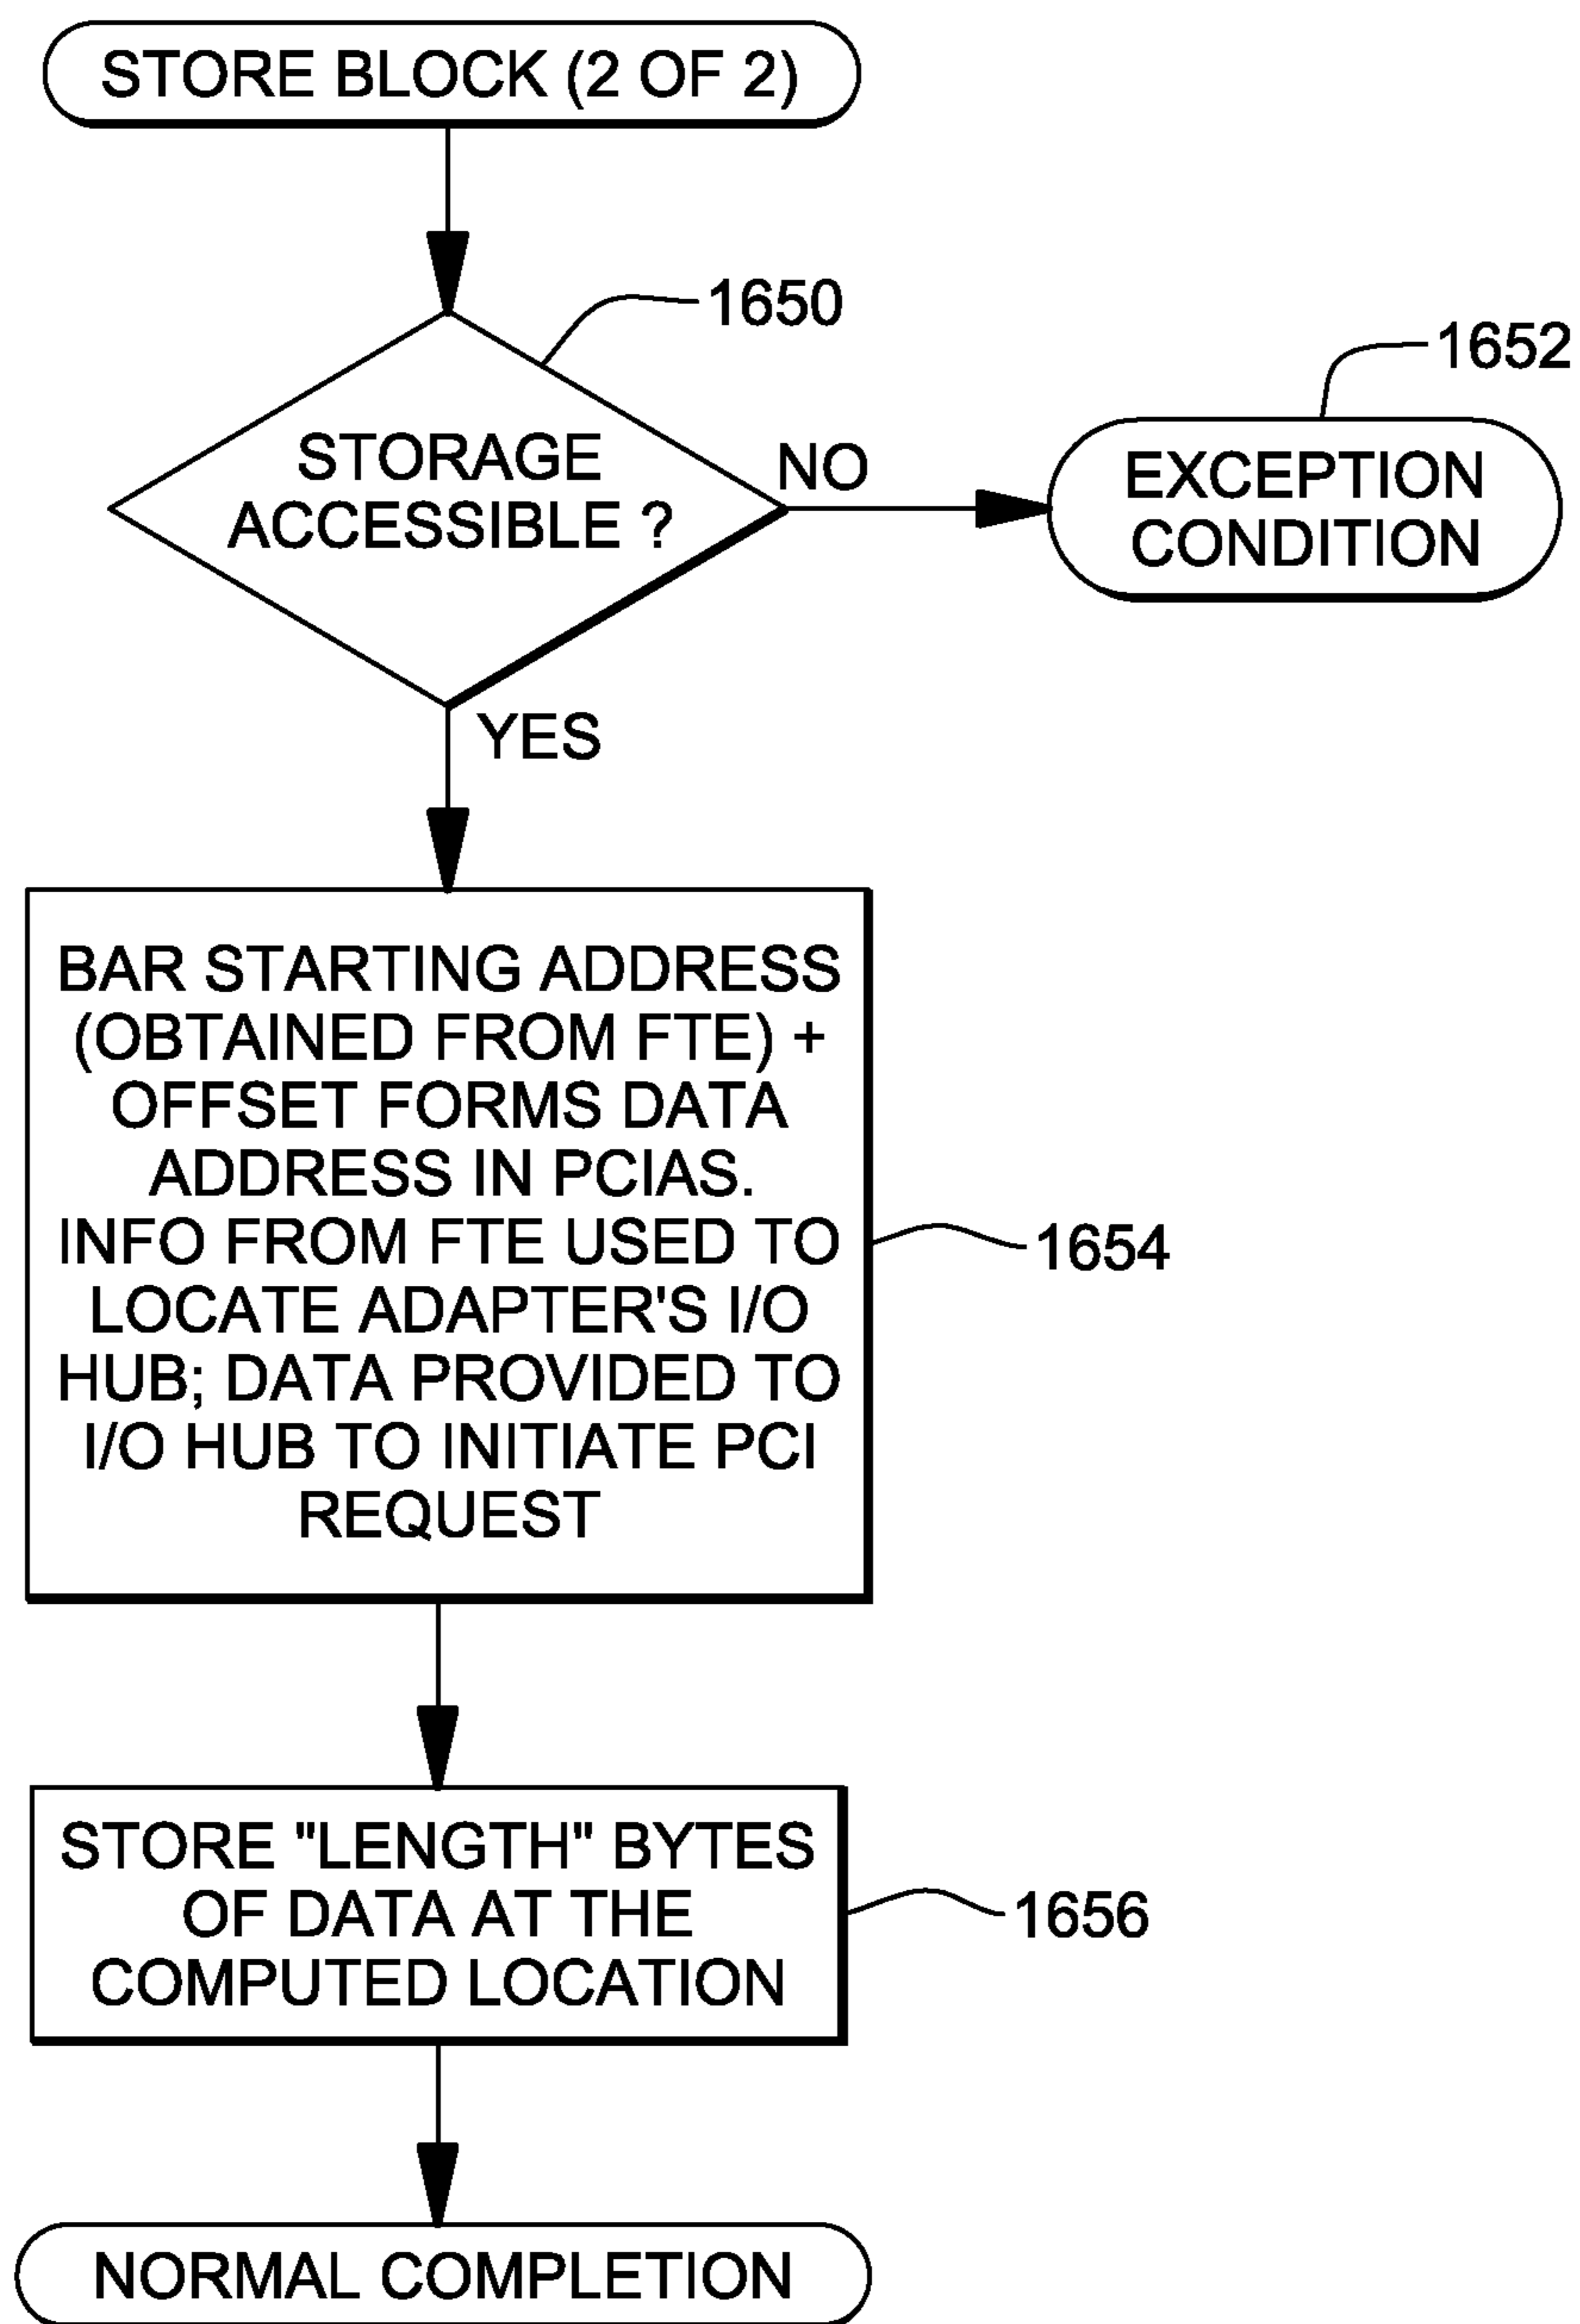 STORE BLOCK (2 OF 2)
1650
1652
STORAGE
ACCESSIBLE ?
NO
EXCEPTION
CONDITION
YES
BAR STARTING ADDRESS
(OBTAINED FROM FTE) +
OFFSET FORMS DATA
ADDRESS IN PCIAS.
INFO FROM FTE USED TO
LOCATE ADAPTER'S I/O
HUB; DATA PROVIDED TO
I/O HUB TO INITIATE PCI
REQUEST
1654
STORE "LENGTH" BYTES
OF DATA AT THE
COMPUTED LOCATION
1656
NORMAL COMPLETION